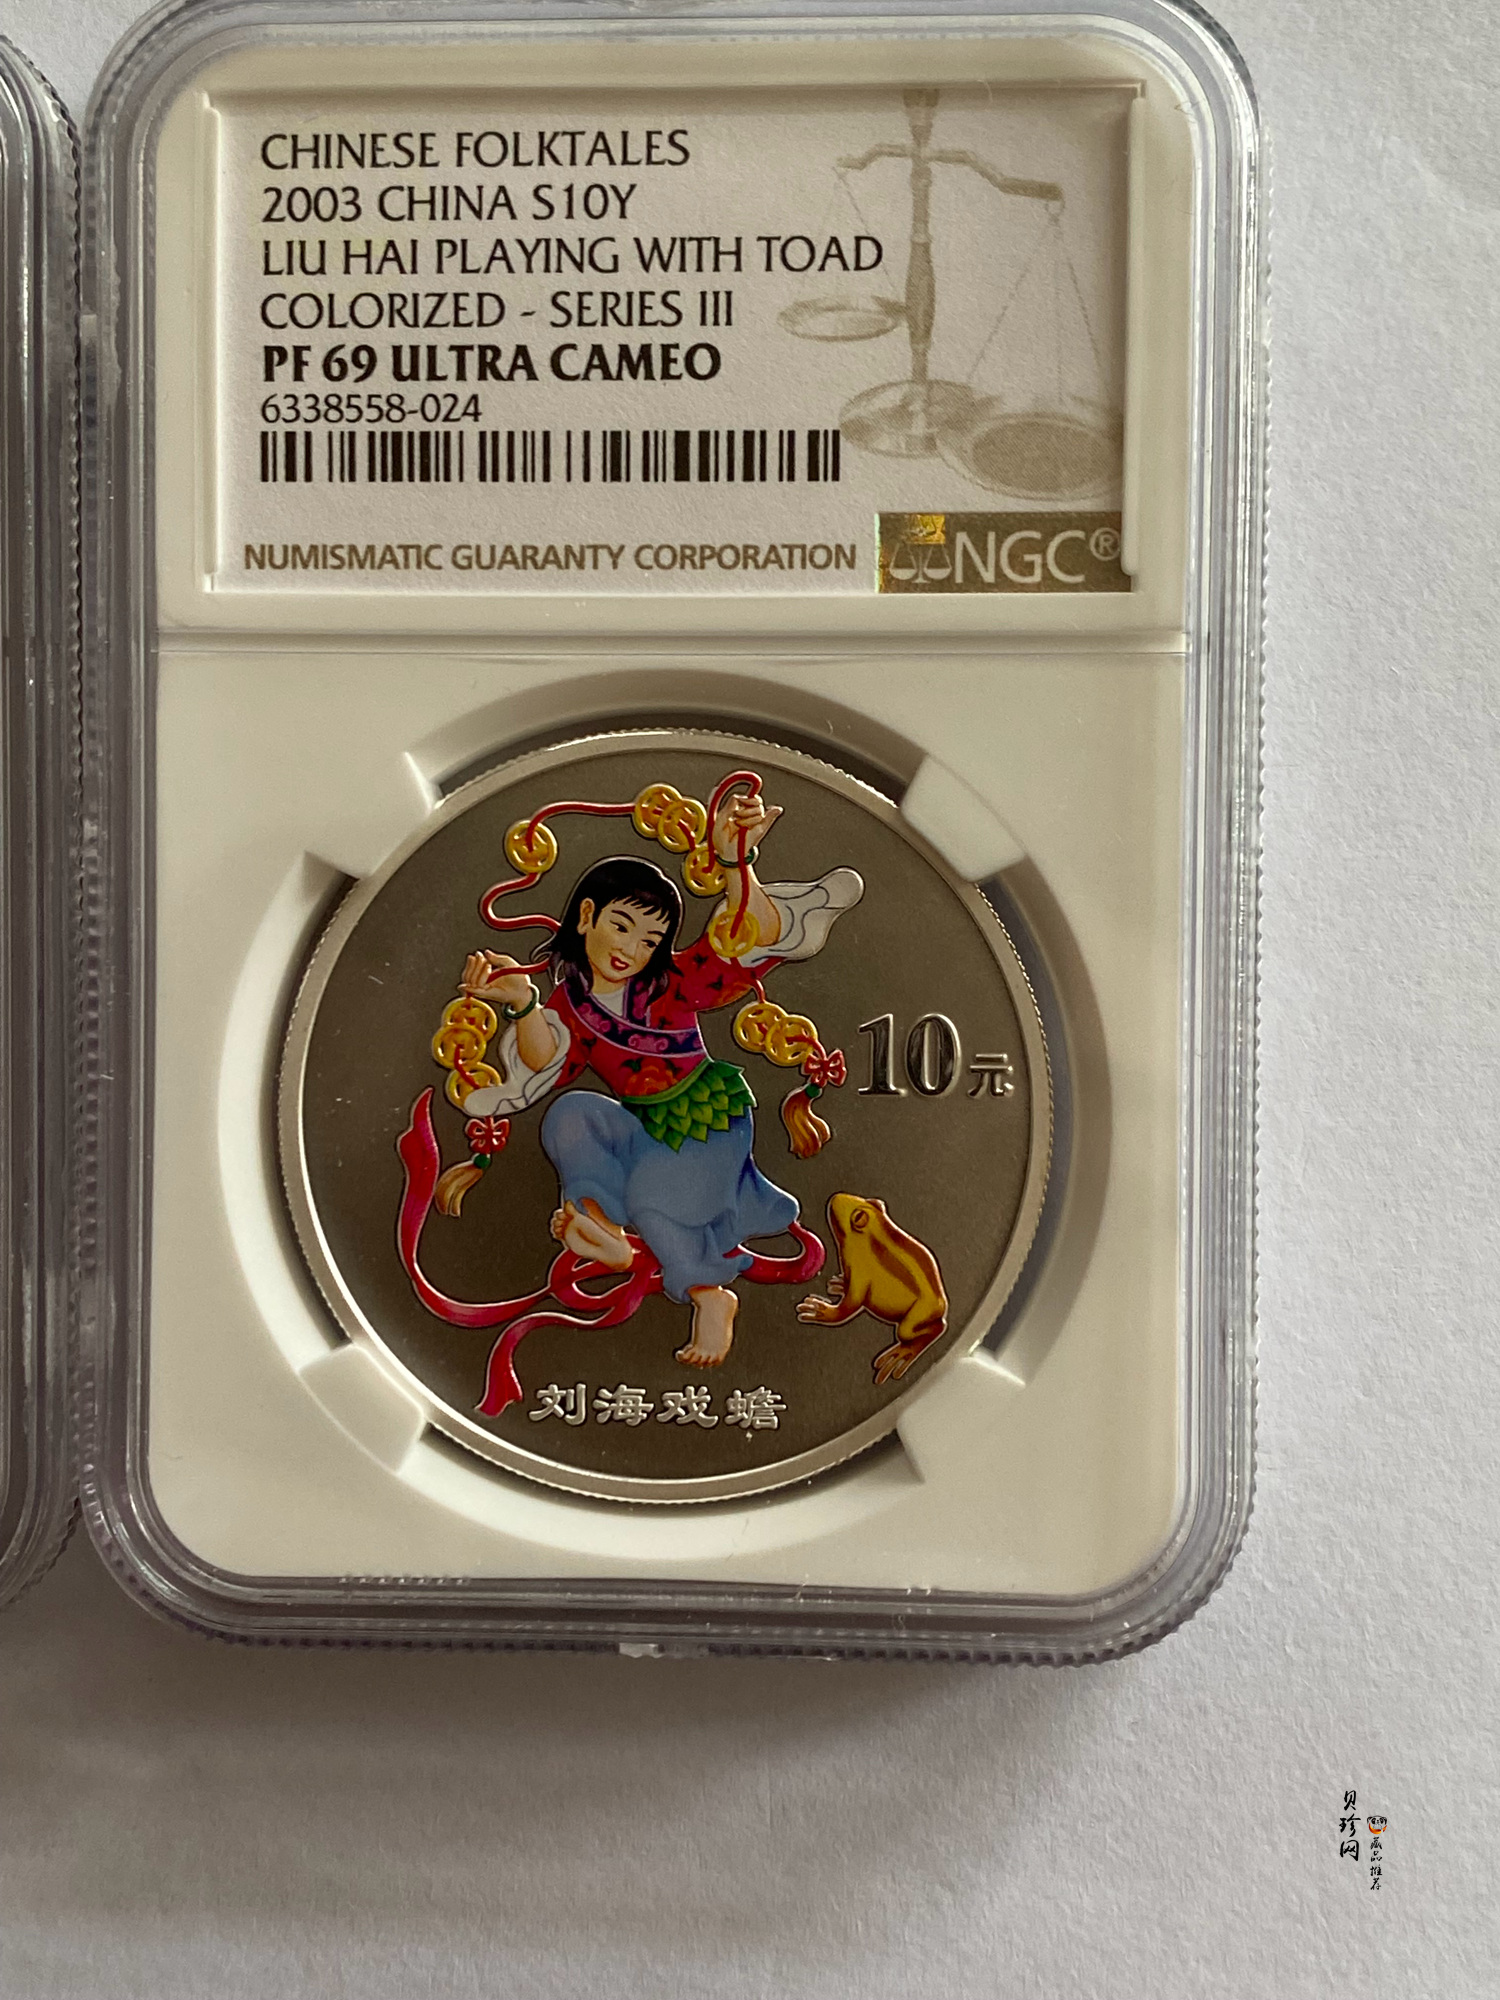 CHINESE FOLKTALES
2003 CHINA S10Y
LIU HAI PLAYING WITH TOAD
COLORIZED - SERIES III
PF 69 ULTRA CAMEO
6338558-024
NUMISMATIC GUARANTY CORPORATION
NGC®
10元
刘海戏蟾
贝珍网
藏品推荐